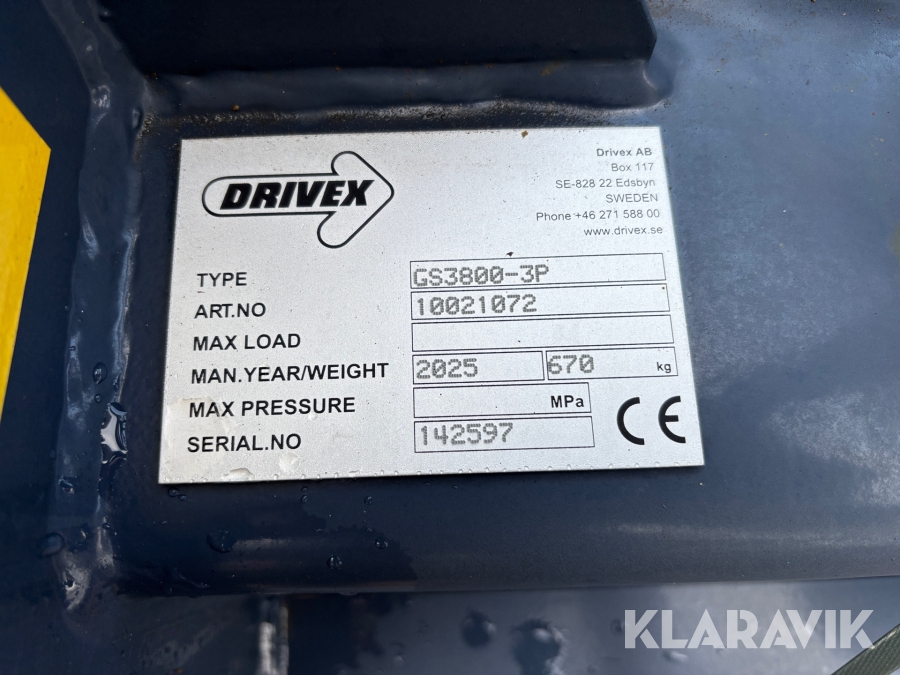 DRIVEX
Drivex AB
Box 117
SE-828 22 Edsbyn
SWEDEN
Phone +46 271 588 00
www.drivex.se
TYPE GS3800-3P
ART.NO 10021072
MAX LOAD
MAN.YEAR/WEIGHT 2025 670 kg
MAX PRESSURE MPa
SERIAL.NO 142597
CE
KLARAVIK